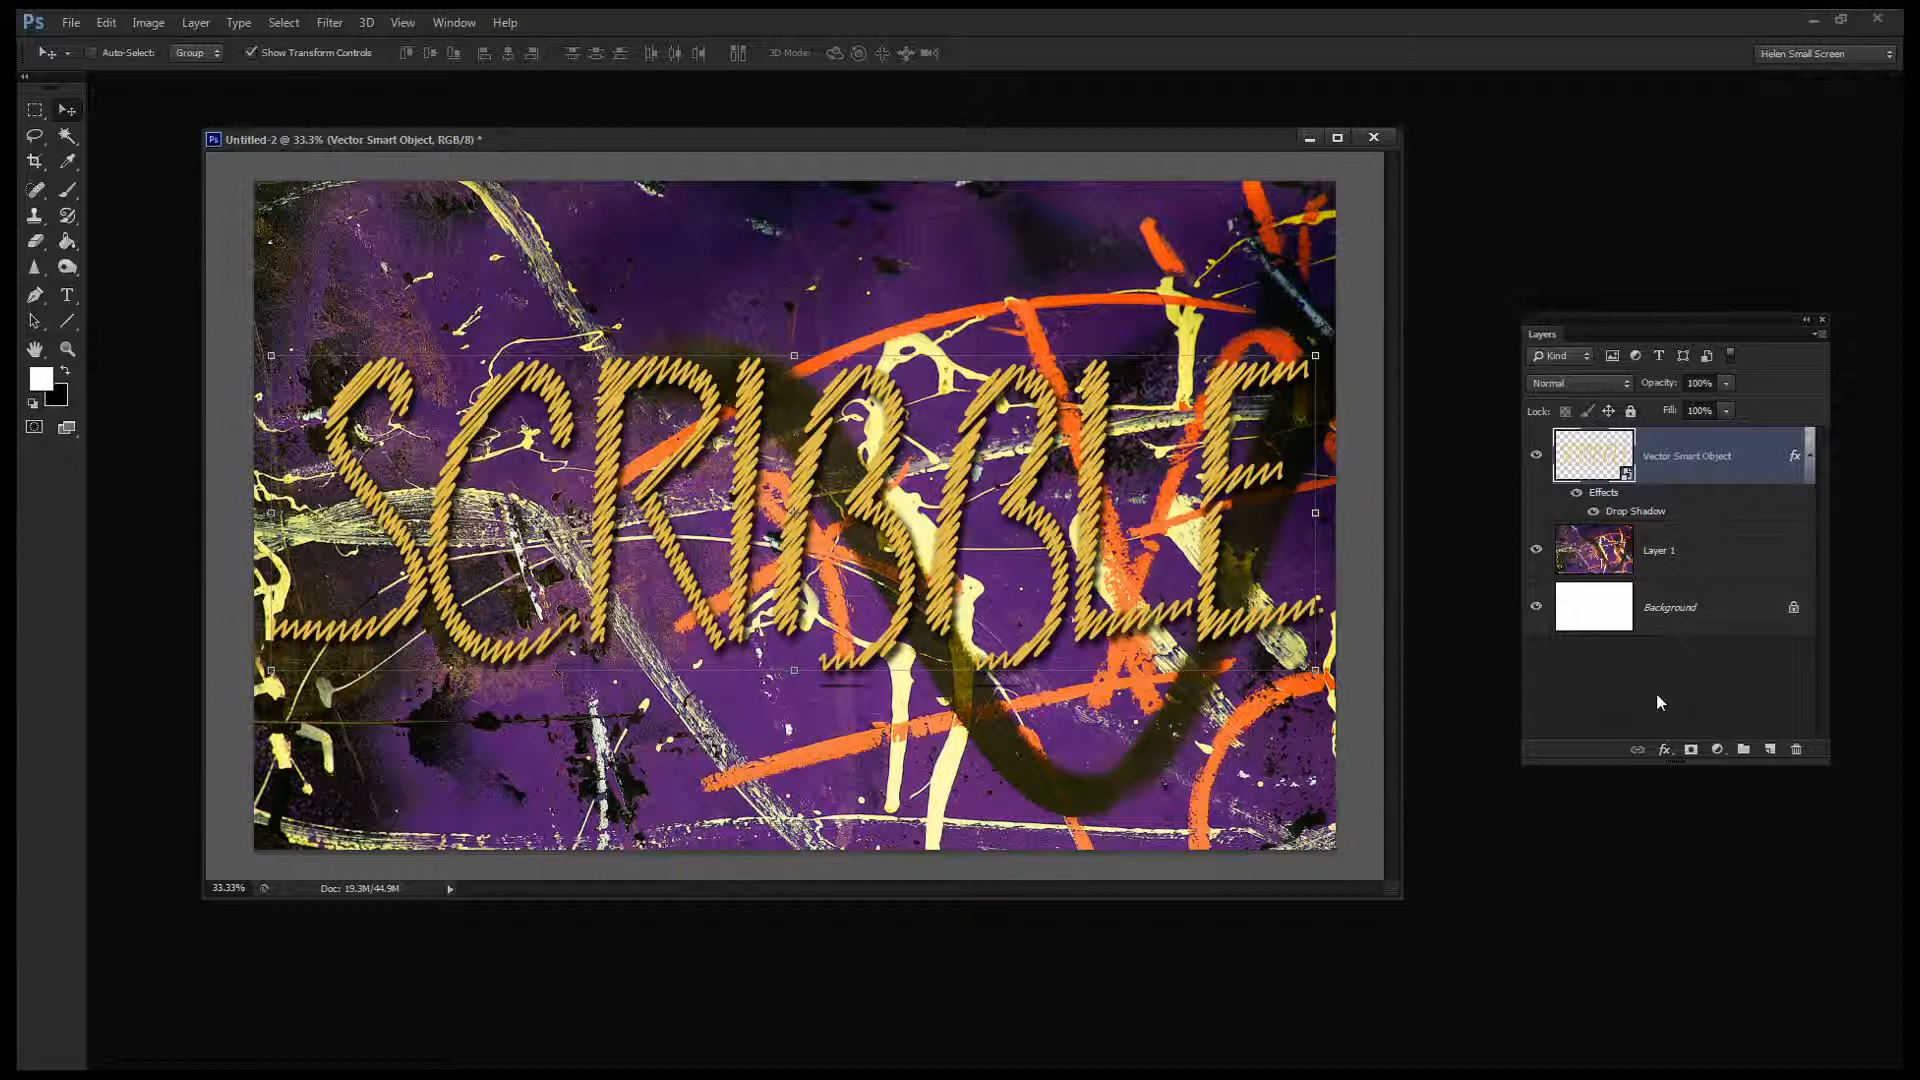 Ps File Edit Image Layer Type Select Filter 3D View Window Help
Auto-Select: Group Show Transform Controls 3D Mode: Helen Small Screen
Untitled-2 @ 33.3% (Vector Smart Object, RGB/8) *
SCRIBBLE
33.33% Doc: 19.3M/44.9M
Layers
Kind
Normal Opacity: 100%
Lock: Fill: 100%
Vector Smart Object fx
Effects
Drop Shadow
Layer 1
Background
fx